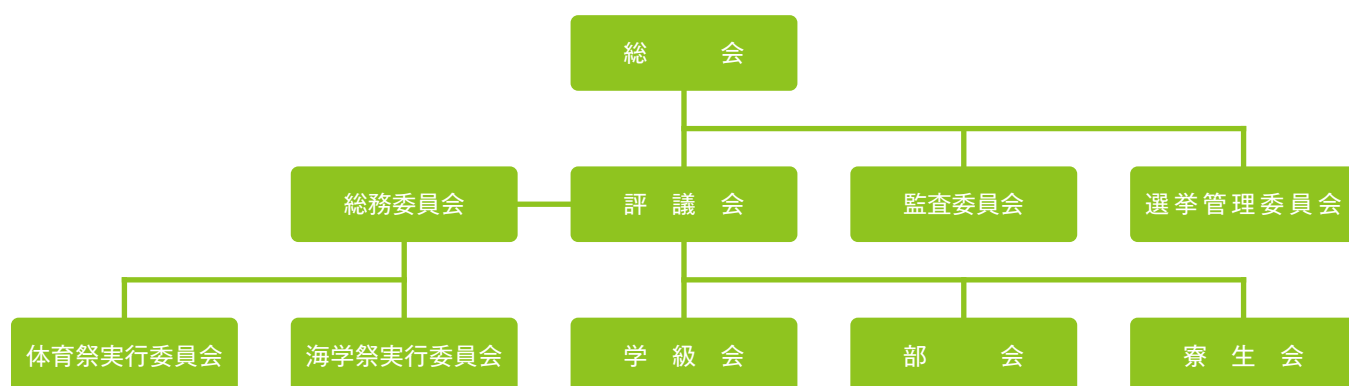 総会
総務委員会
評議会
監査委員会
選挙管理委員会
体育祭実行委員会
海学祭実行委員会
学級会
部会
寮生会